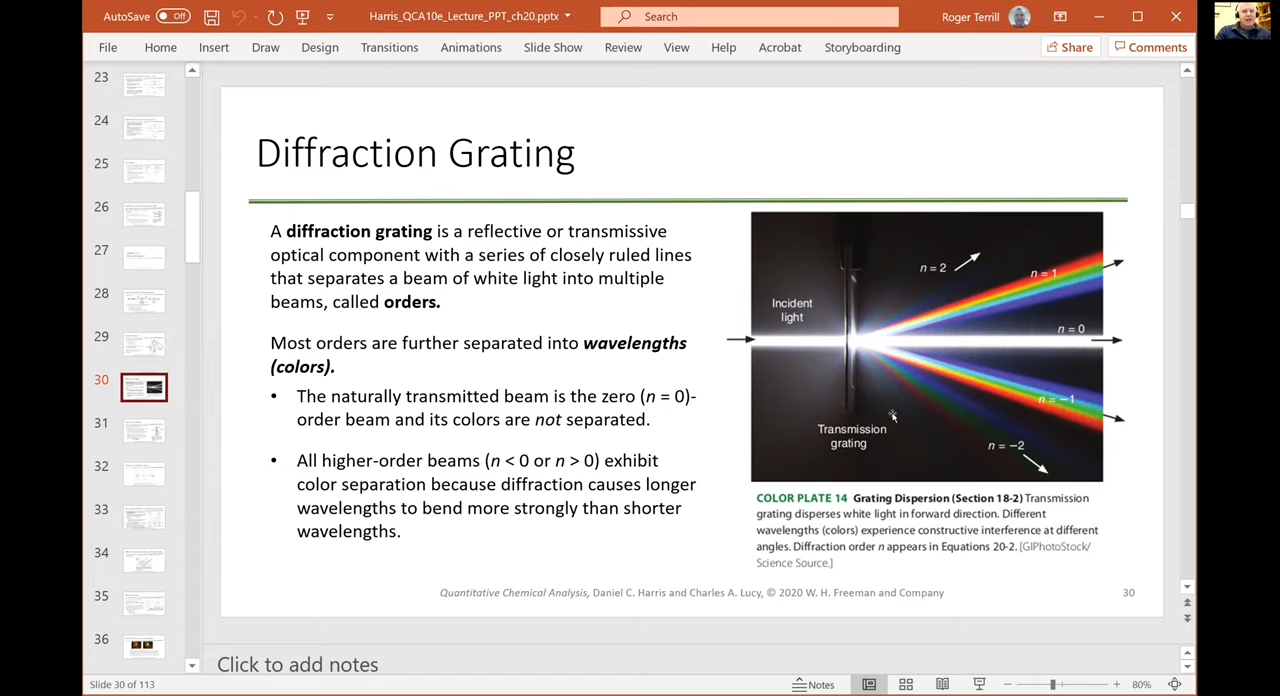 AutoSave Off Harris_QCA10e_Lecture_PPT_ch20.pptx Search Roger Terrill
File Home Insert Draw Design Transitions Animations Slide Show Review View Help Acrobat Storyboarding Share Comments
23
24
25
26
27
28
29
30
31
32
33
34
35
36
Diffraction Grating
A diffraction grating is a reflective or transmissive
optical component with a series of closely ruled lines
that separates a beam of white light into multiple
beams, called orders.
Most orders are further separated into wavelengths
(colors).
• The naturally transmitted beam is the zero (n = 0)-
order beam and its colors are not separated.
• All higher-order beams (n < 0 or n > 0) exhibit
color separation because diffraction causes longer
wavelengths to bend more strongly than shorter
wavelengths.
n = 2
n = 1
Incident
light
n = 0
n = −1
Transmission
grating
n = −2
COLOR PLATE 14 Grating Dispersion (Section 18-2) Transmission
grating disperses white light in forward direction. Different
wavelengths (colors) experience constructive interference at different
angles. Diffraction order n appears in Equations 20-2. [GIPhotoStock/
Science Source.]
Quantitative Chemical Analysis, Daniel C. Harris and Charles A. Lucy, © 2020 W. H. Freeman and Company 30
Click to add notes
Slide 30 of 113 Notes 80%